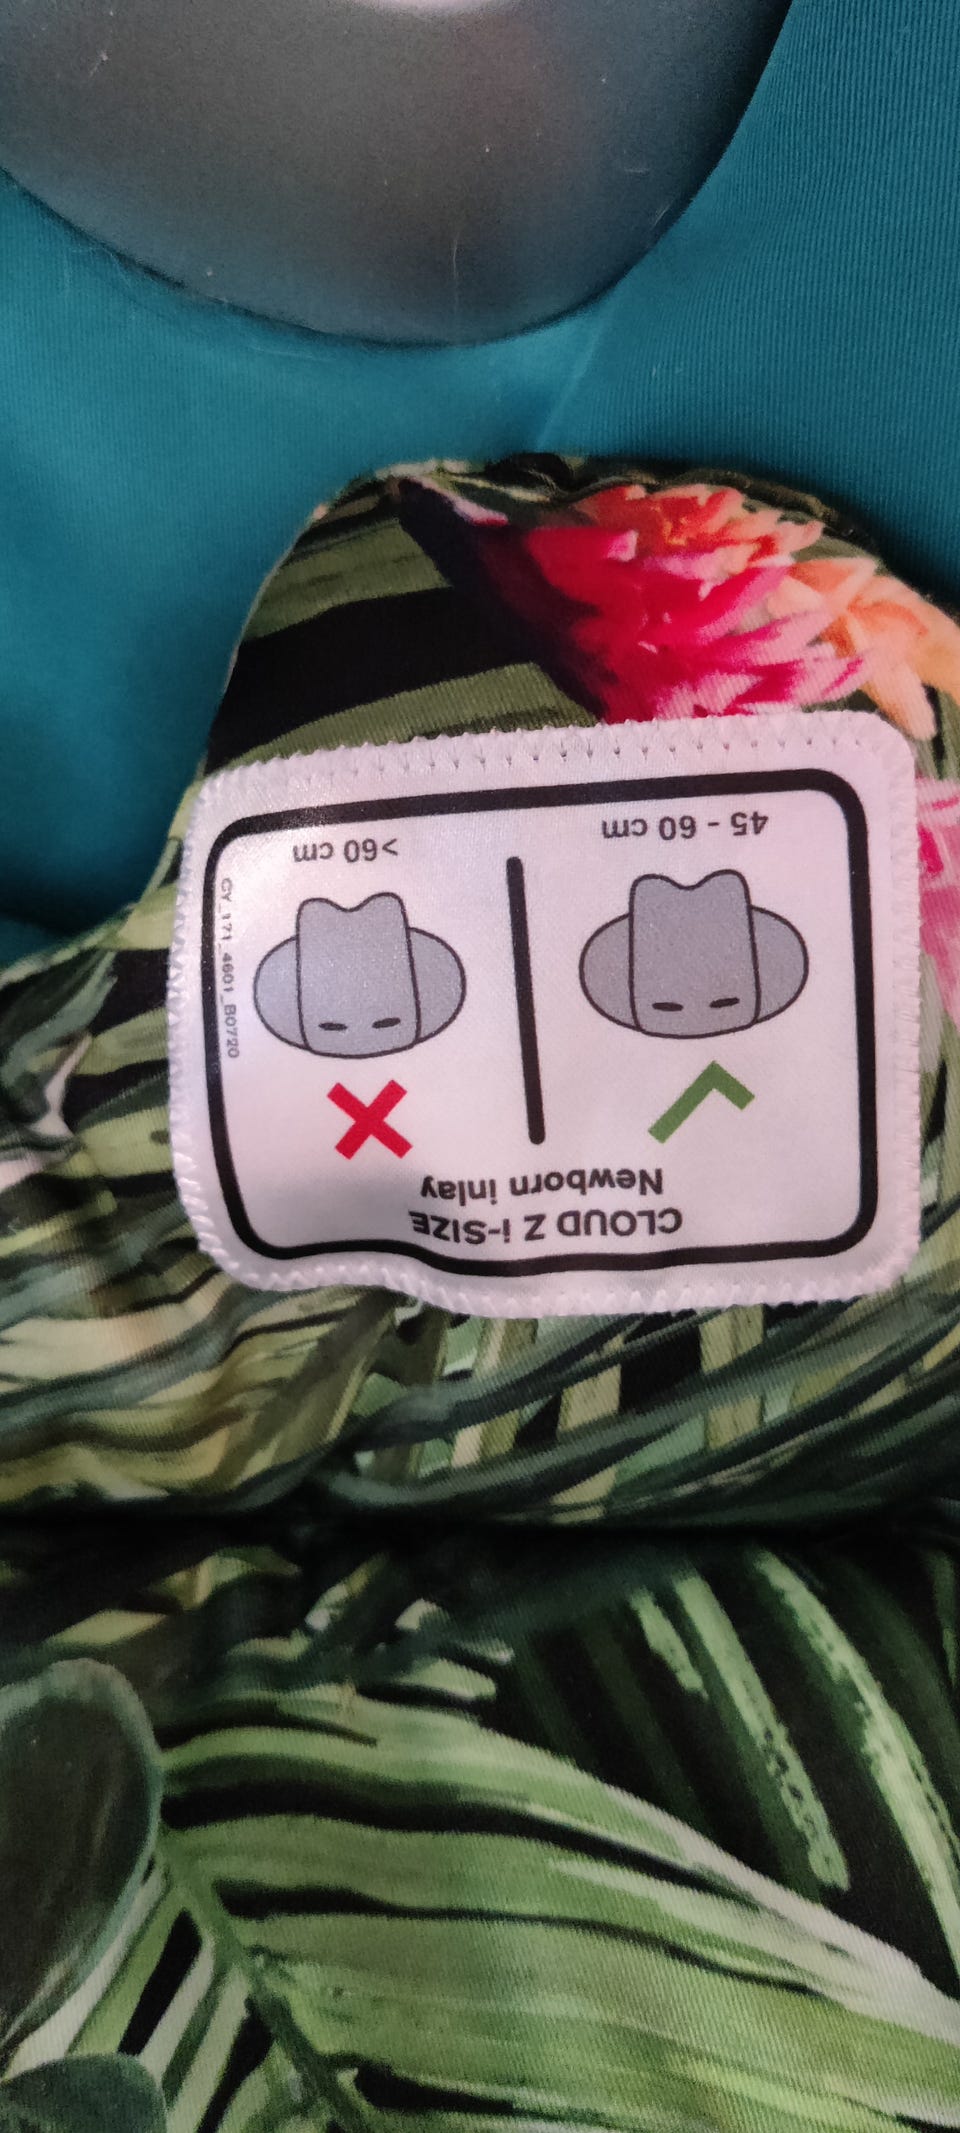 CLOUD Z i-SIZE
Newborn inlay
45 - 60 cm
>60 cm
CY_171_4601_B0720